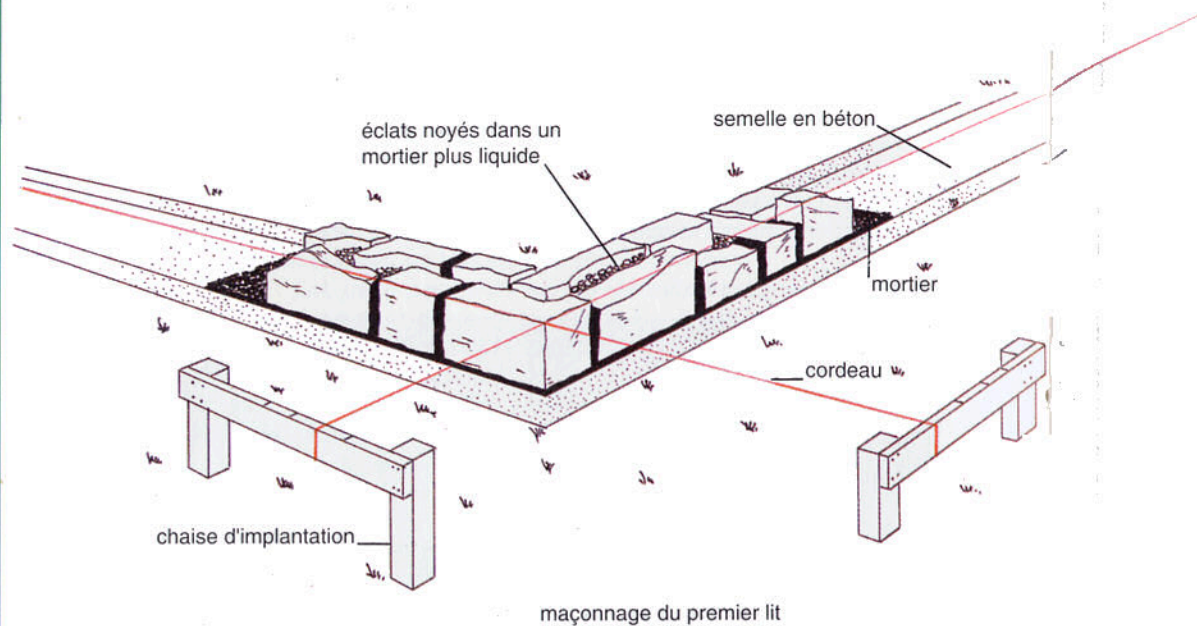 éclats noyés dans un
mortier plus liquide
semelle en béton
mortier
cordeau
chaise d'implantation
maçonnage du premier lit